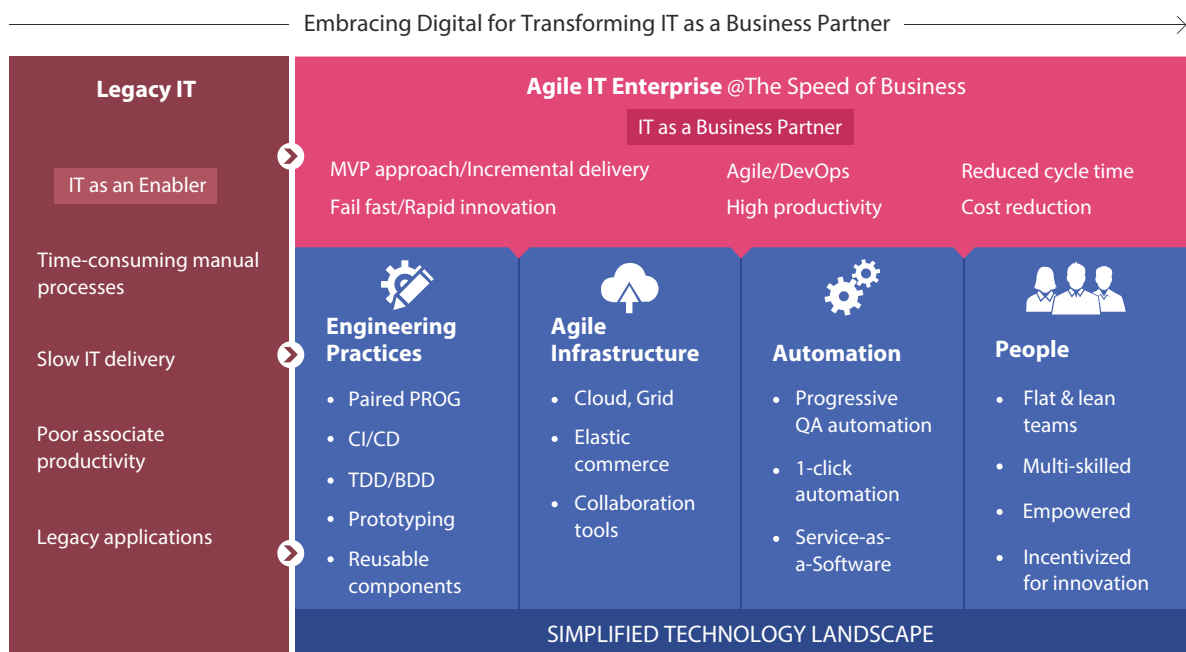 Embracing Digital for Transforming IT as a Business Partner
Legacy IT
IT as an Enabler
Time-consuming manual
processes
Slow IT delivery
Poor associate
productivity
Legacy applications
Agile IT Enterprise @The Speed of Business
IT as a Business Partner
MVP approach/Incremental delivery
Agile/DevOps
Reduced cycle time
Fail fast/Rapid innovation
High productivity
Cost reduction
Engineering
Practices
• Paired PROG
• CI/CD
• TDD/BDD
• Prototyping
• Reusable
components
Agile
Infrastructure
• Cloud, Grid
• Elastic
commerce
• Collaboration
tools
Automation
• Progressive
QA automation
• 1-click
automation
• Service-as-
a-Software
People
• Flat & lean
teams
• Multi-skilled
• Empowered
• Incentivized
for innovation
SIMPLIFIED TECHNOLOGY LANDSCAPE